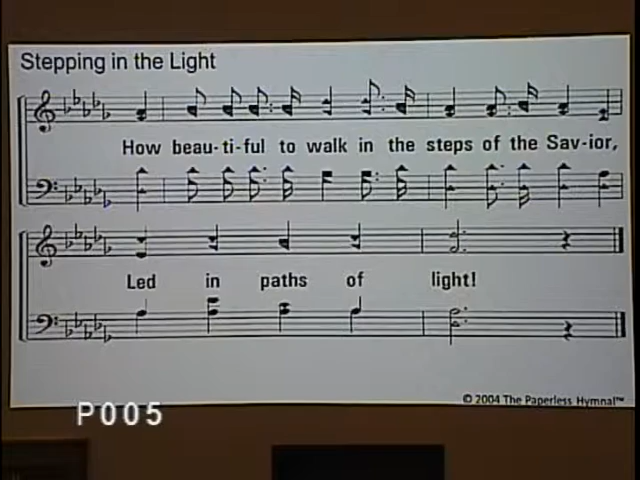 Stepping in the Light
How beau-ti-ful to walk in the steps of the Sav-ior,
Led in paths of light!
© 2004 The Paperless Hymnal™
P005